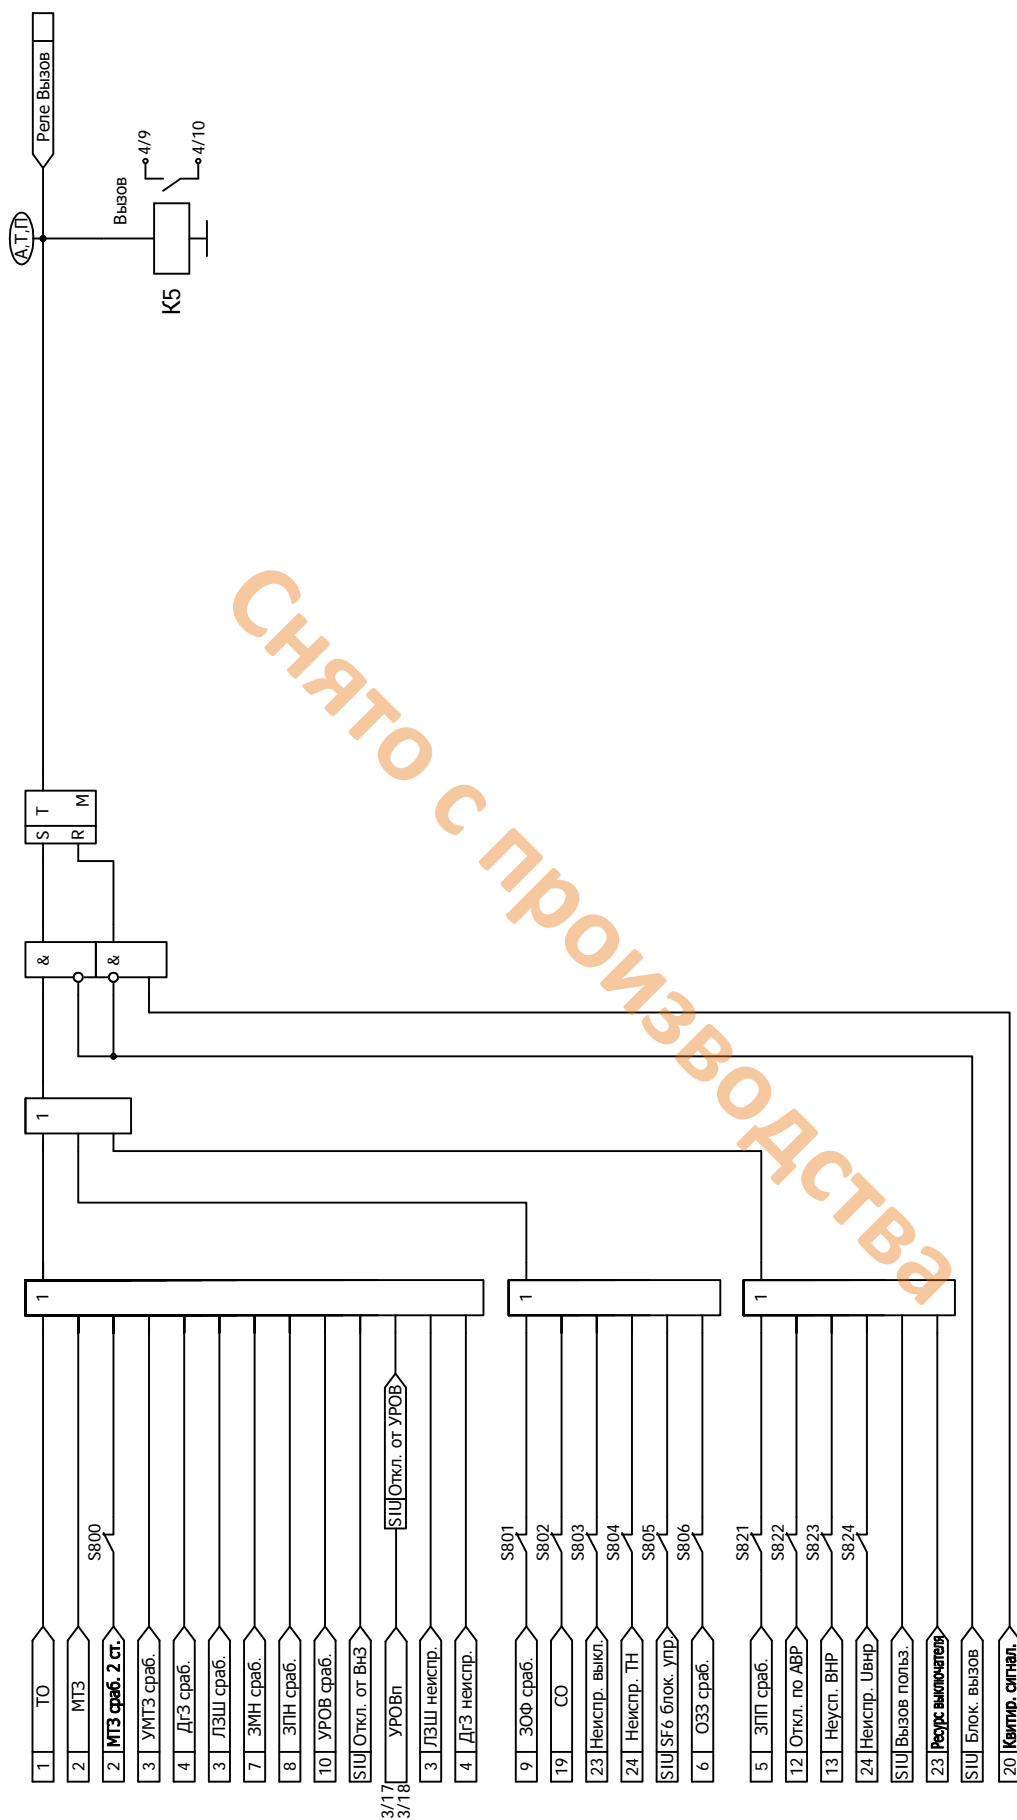 Реле Вызов
А,Т,П
Вызов
4/9
4/10
K5
S T
R M
&
&
1
1
1
1
1 ТО
2 МТЗ
S800
2 МТЗ сраб. 2 ст.
3 УМТЗ сраб.
4 ДгЗ сраб.
3 ЛЗШ сраб.
7 ЗМН сраб.
8 ЗПН сраб.
10 УРОВ сраб.
SIU Откл. от ВнЗ
SIU Откл. от УРОВ
3/17
3/18
УРОВп
3 ЛЗШ неиспр.
4 ДгЗ неиспр.
S801
9 ЗОФ сраб.
S802
19 СО
S803
23 Неиспр. выкл.
S804
24 Неиспр. ТН
S805
SIU SF6 блок. упр.
S806
6 ОЗЗ сраб.
S821
5 ЗПП сраб.
S822
12 Откл. по АВР
S823
13 Неусп. ВНР
S824
24 Неиспр. Uвнр
SIU Вызов польз.
23 Ресурс выключателя
SIU Блок. вызов
20 Квитир. сигнал.
Снято с производства